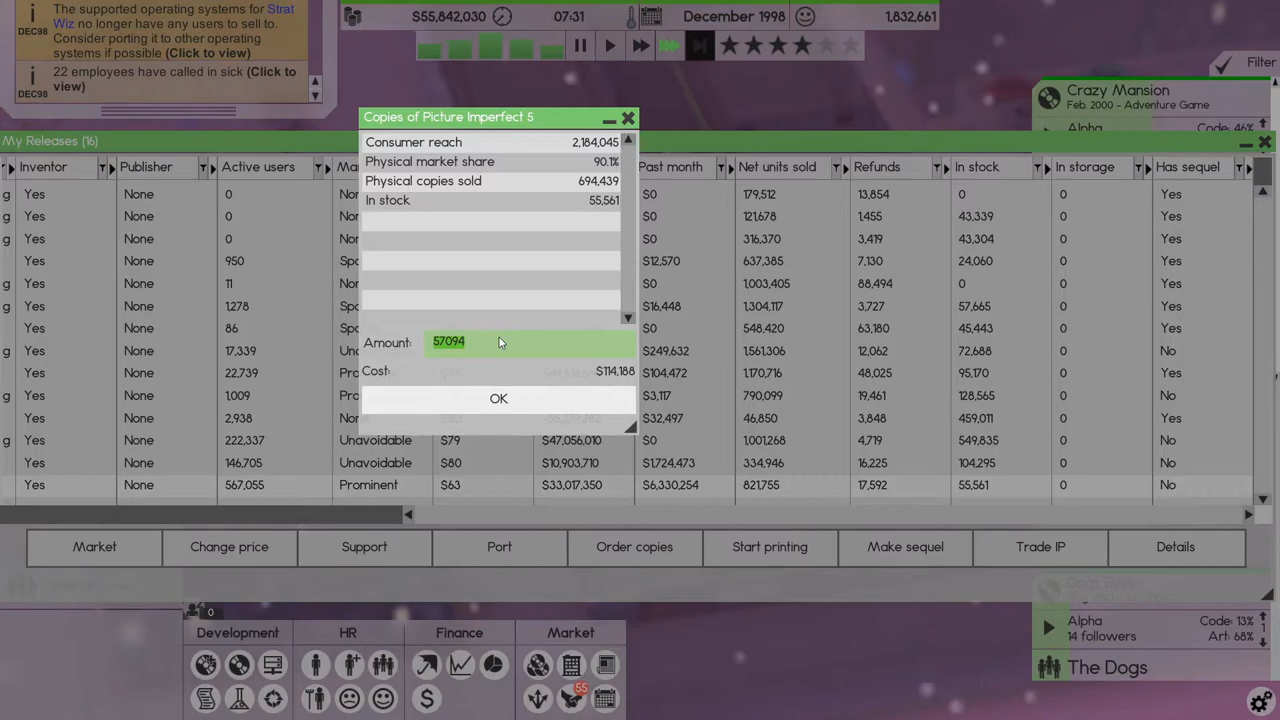 The supported operating systems for Strat
Wiz no longer have any users to sell to.
DEC98
Consider porting it to other operating
systems if possible (Click to view)
22 employees have called in sick (Click to
view)
DEC98
$55,842,030
07:31
December 1998
1,832,661
Filter
Crazy Mansion
Feb. 2000 - Adventure Game
Alpha
Code: 46%
My Releases (16)
Copies of Picture Imperfect 5
Consumer reach 2,184,045
Physical market share 90.1%
Physical copies sold 694,439
In stock 55,561
Amount: 57094
Cost: $114,188
OK
Inventor Publisher Active users Past month Net units sold Refunds In stock In storage Has sequel
g Yes None 0 $0 179,512 13,854 0 0 Yes
g Yes None 0 $0 121,678 1,455 43,339 0 Yes
g Yes None 0 $0 316,370 3,419 43,304 0 Yes
Yes None 950 $12,570 637,385 7,130 24,060 0 Yes
Yes None 11 $0 1,003,405 88,494 0 0 Yes
g Yes None 1,278 $16,448 1,304,117 3,727 57,665 0 Yes
Yes None 86 $0 548,420 63,180 45,443 0 Yes
g Yes None 17,339 $249,632 1,561,306 12,062 72,688 0 Yes
Yes None 22,739 $104,472 1,170,716 48,025 95,170 0 Yes
Yes None 1,009 $3,117 790,099 19,461 128,565 0 Yes
Yes None 2,938 $32,497 46,850 3,848 459,011 0 Yes
g Yes None 222,337 Unavoidable $79 $47,056,010 $0 1,001,268 4,719 549,835 0 No
Yes None 146,705 Unavoidable $80 $10,903,710 $1,724,473 334,946 16,225 104,295 0 No
Yes None 567,055 Prominent $63 $33,017,350 $6,330,254 821,755 17,592 55,561 0 No
Market Change price Support Port Order copies Start printing Make sequel Trade IP Details
0
Development HR Finance Market
$
55
Alpha
Code: 13%
14 followers
Art: 68%
1
The Dogs